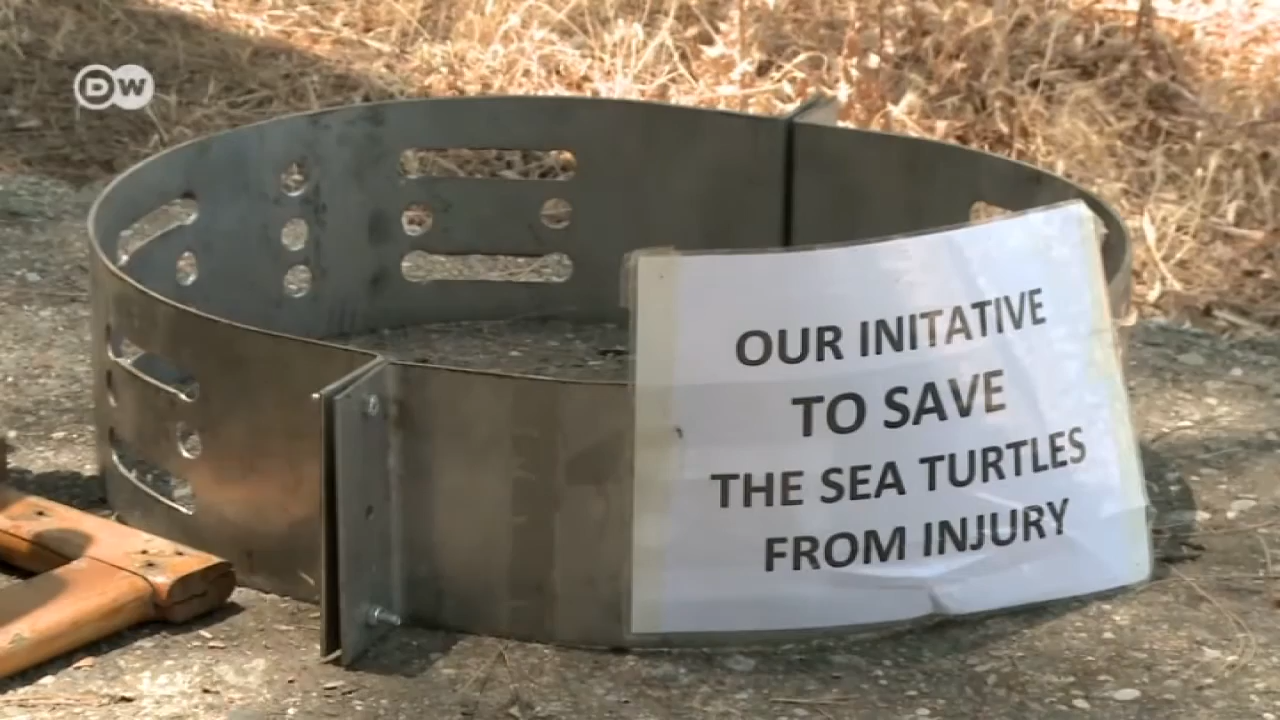 DW
OUR INITATIVE
TO SAVE
THE SEA TURTLES
FROM INJURY